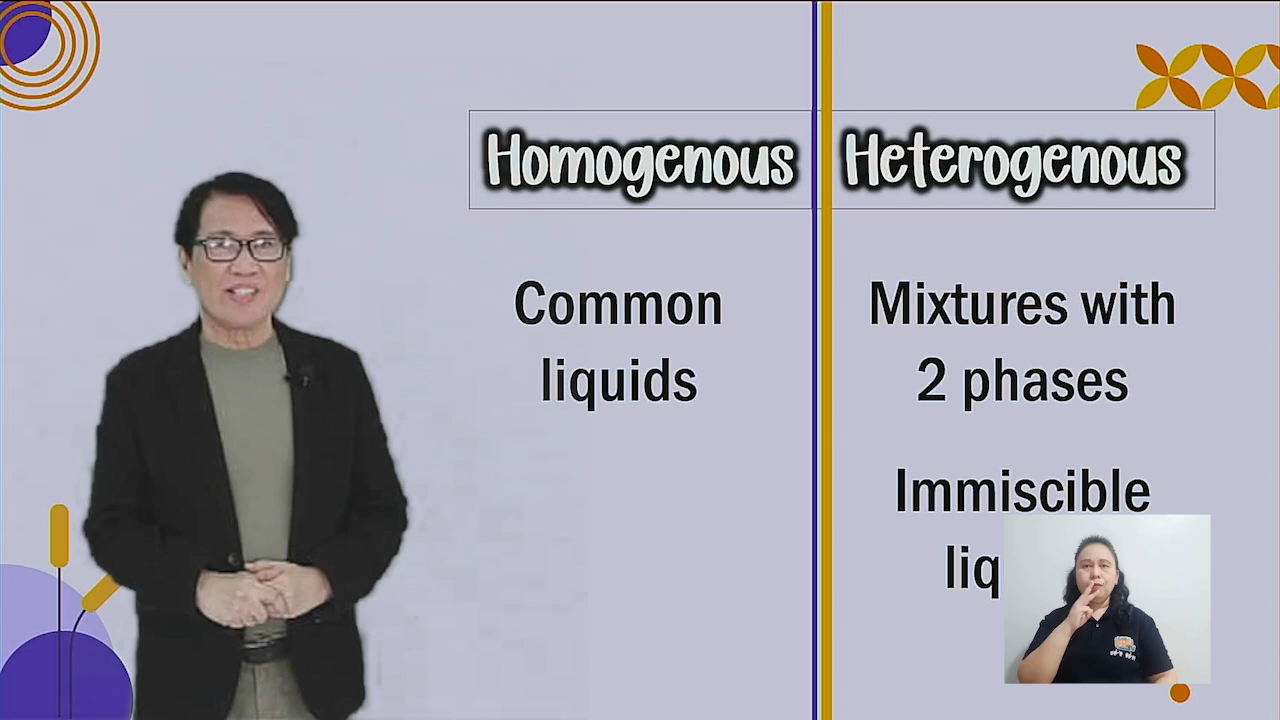 Homogenous Heterogenous
Common
liquids
Mixtures with
2 phases
Immiscible